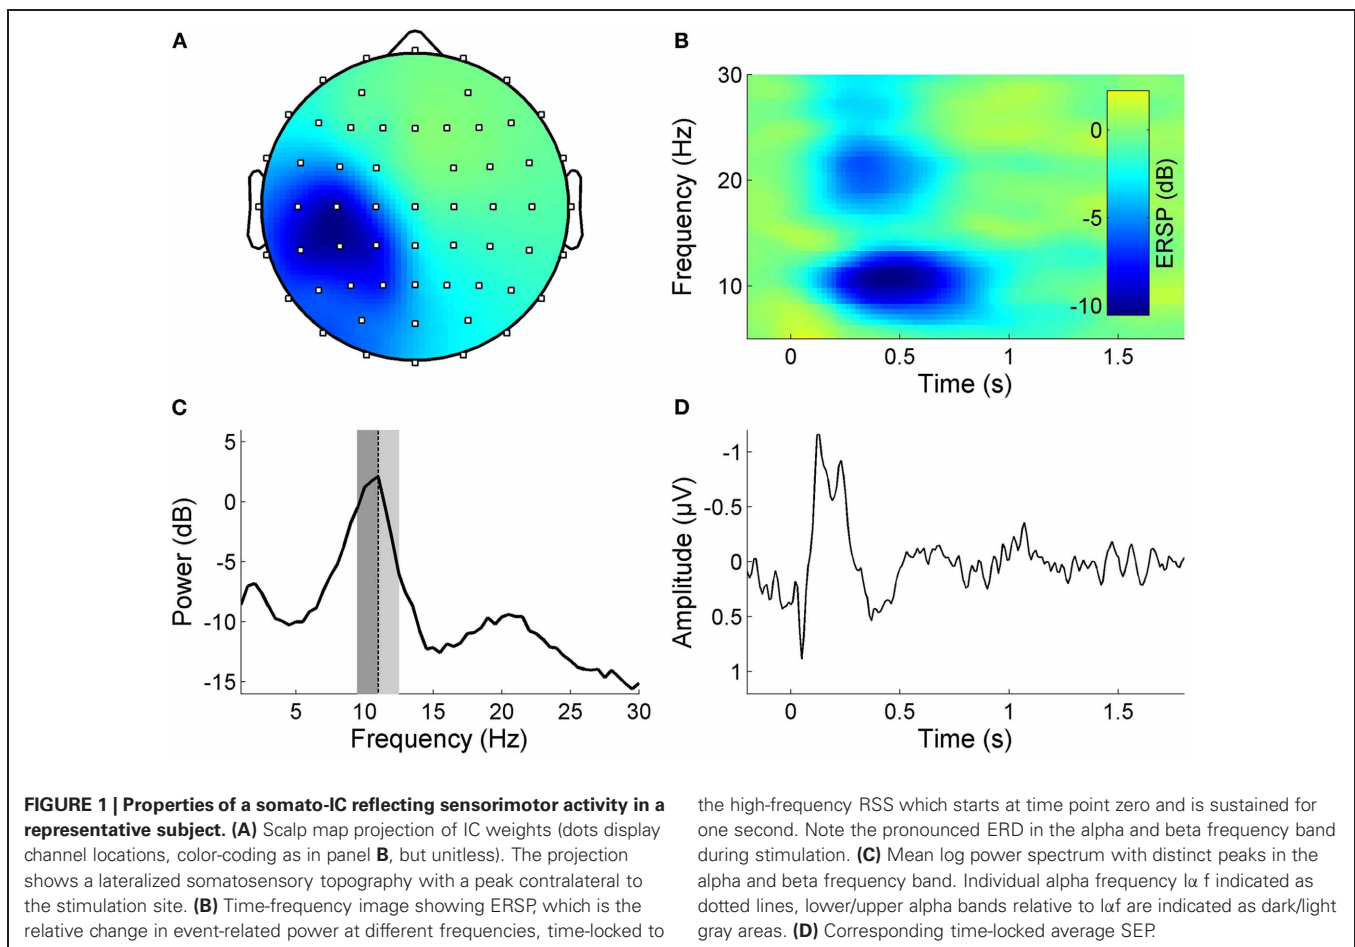 A
B
30
20
10
Frequency (Hz)
0
-5
-10
ERSP (dB)
0
0.5
1
1.5
Time (s)
C
D
5
0
-5
-10
-15
Power (dB)
5
10
15
20
25
30
Frequency (Hz)
-1
-0.5
0
0.5
1
Amplitude (µV)
0
0.5
1
1.5
Time (s)
FIGURE 1 | Properties of a somato-IC reflecting sensorimotor activity in a
representative subject. (A) Scalp map projection of IC weights (dots display
channel locations, color-coding as in panel B, but unitless). The projection
shows a lateralized somatosensory topography with a peak contralateral to
the stimulation site. (B) Time-frequency image showing ERSP, which is the
relative change in event-related power at different frequencies, time-locked to
the high-frequency RSS which starts at time point zero and is sustained for
one second. Note the pronounced ERD in the alpha and beta frequency band
during stimulation. (C) Mean log power spectrum with distinct peaks in the
alpha and beta frequency band. Individual alpha frequency Iα f indicated as
dotted lines, lower/upper alpha bands relative to Iαf are indicated as dark/light
gray areas. (D) Corresponding time-locked average SEP.